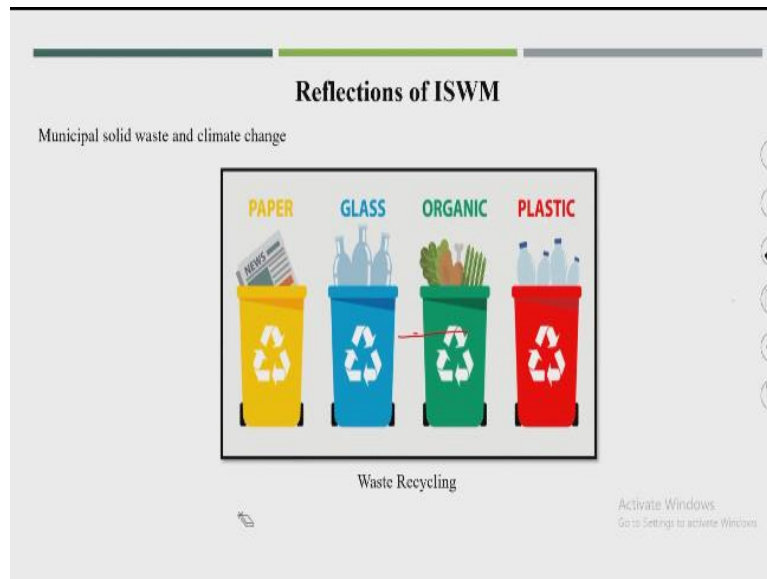 Reflections of ISWM
Municipal solid waste and climate change
PAPER GLASS ORGANIC PLASTIC
NEWS
Waste Recycling
Activate Windows
Go to Settings to activate Windows